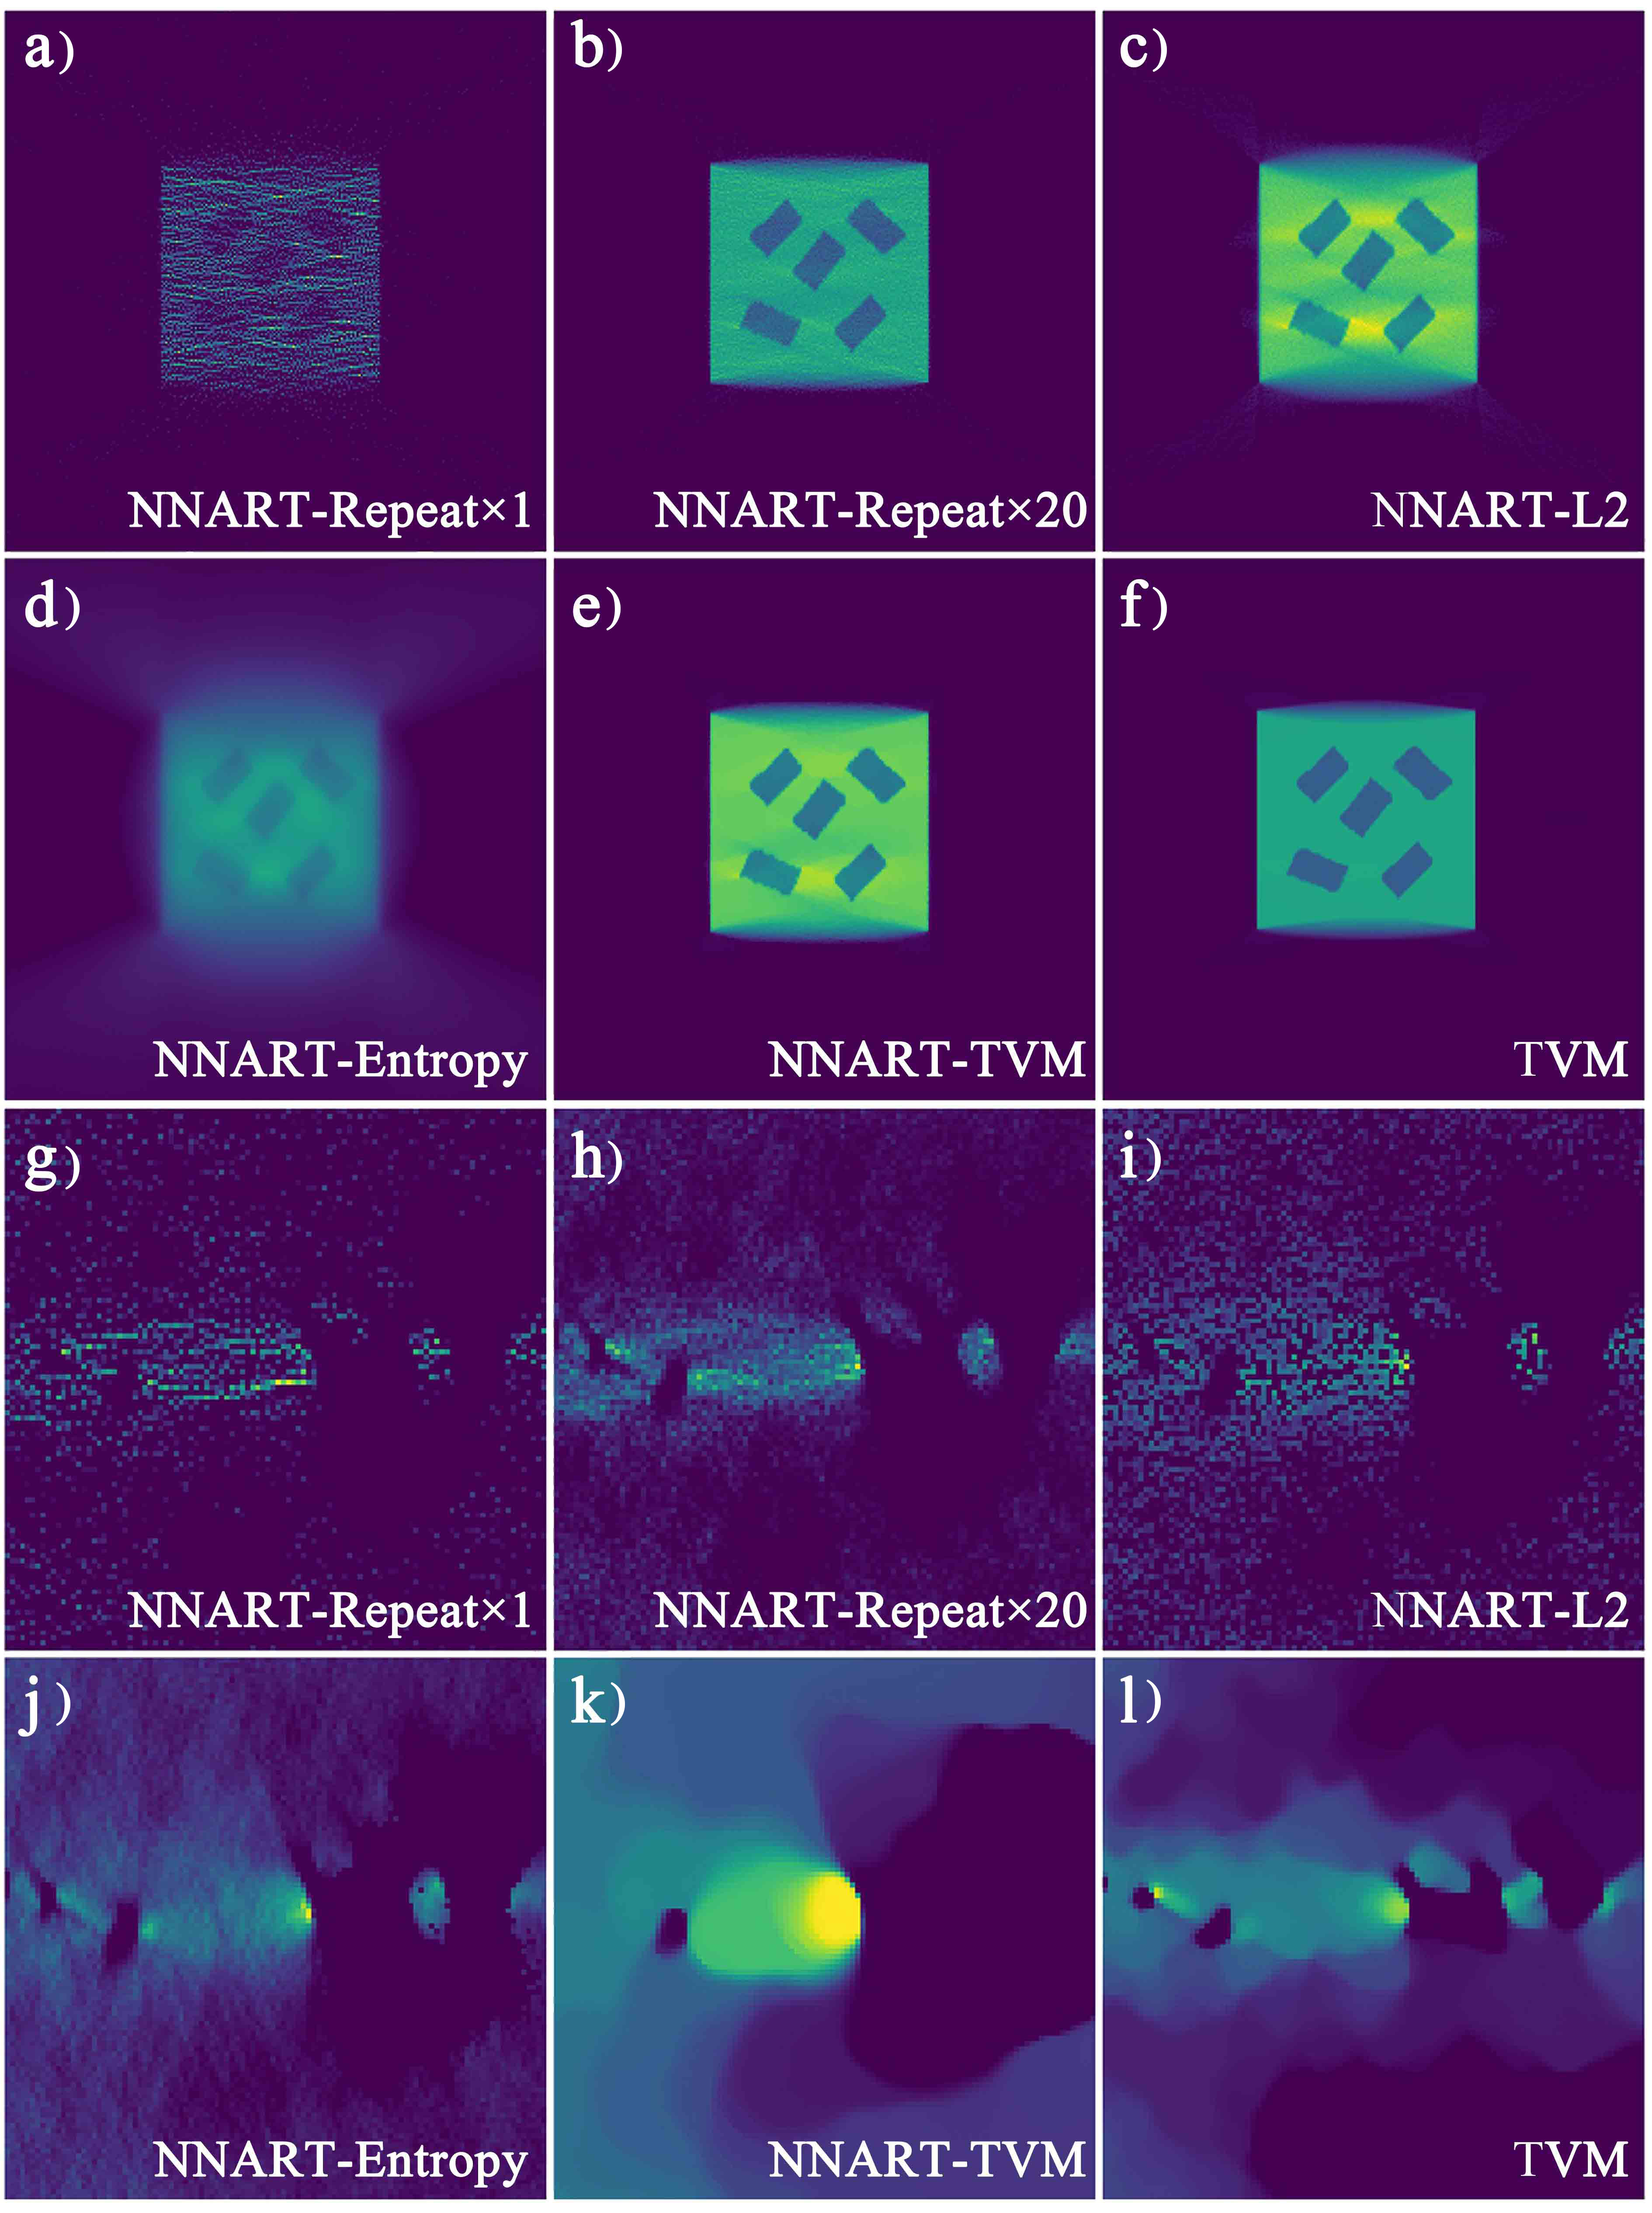 a)
NNART-Repeat×1
b)
NNART-Repeat×20
c)
NNART-L2
d)
NNART-Entropy
e)
NNART-TVM
f)
TVM
g)
NNART-Repeat×1
h)
NNART-Repeat×20
i)
NNART-L2
j)
NNART-Entropy
k)
NNART-TVM
l)
TVM